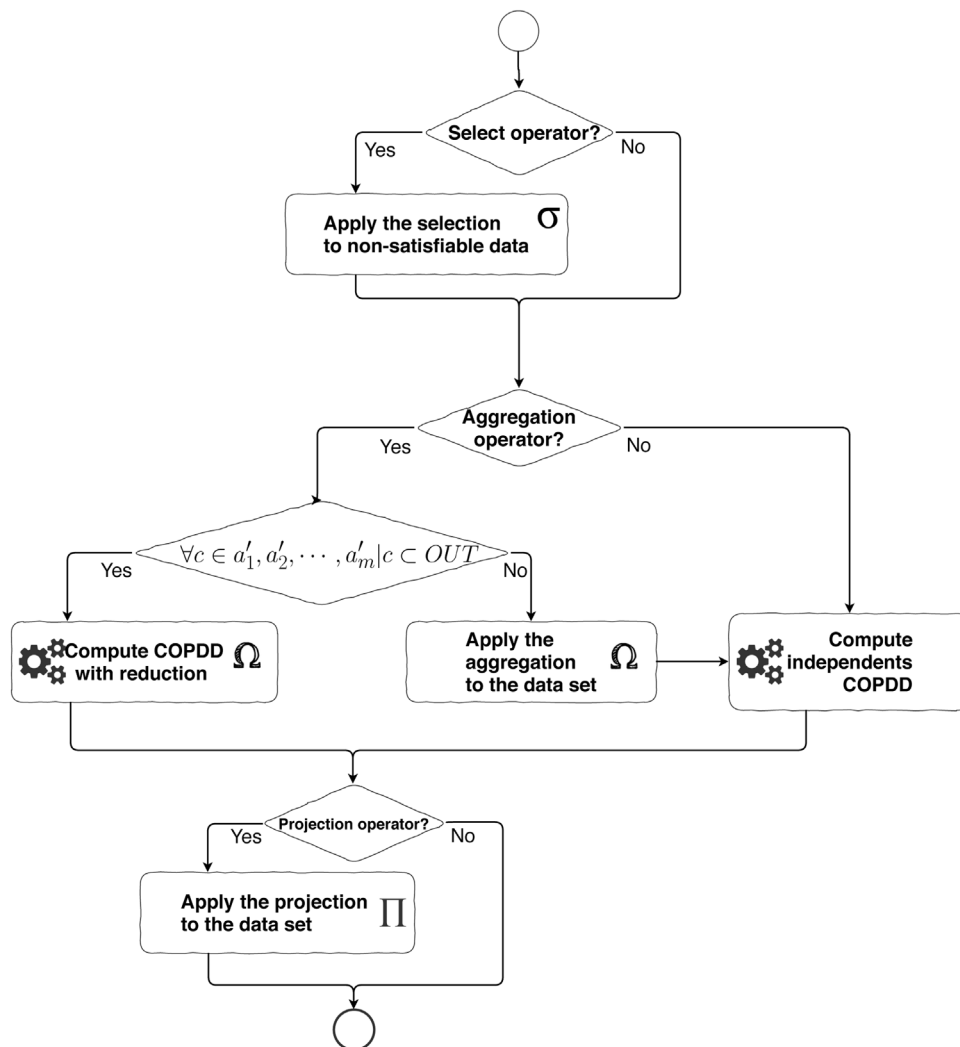 Select operator?
Yes
No
Apply the selection
to non-satisfiable data
σ
Aggregation
operator?
Yes
No
∀c ∈ a′₁, a′₂, ⋯ , a′ₘ|c ⊂ OUT
Yes
No
Compute COPDD
with reduction
Ω
Apply the
aggregation
to the data set
Ω
Compute
independents
COPDD
Projection operator?
Yes
No
Apply the projection
to the data set
Π